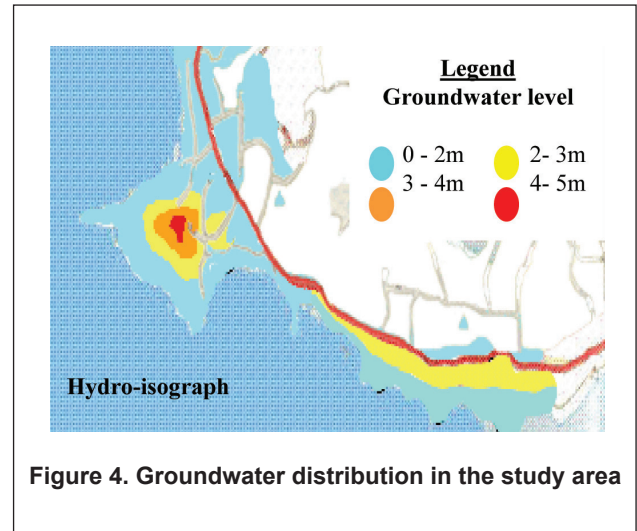 Legend
Groundwater level
0 - 2m 2- 3m
3 - 4m 4- 5m
Hydro-isograph
Figure 4. Groundwater distribution in the study area